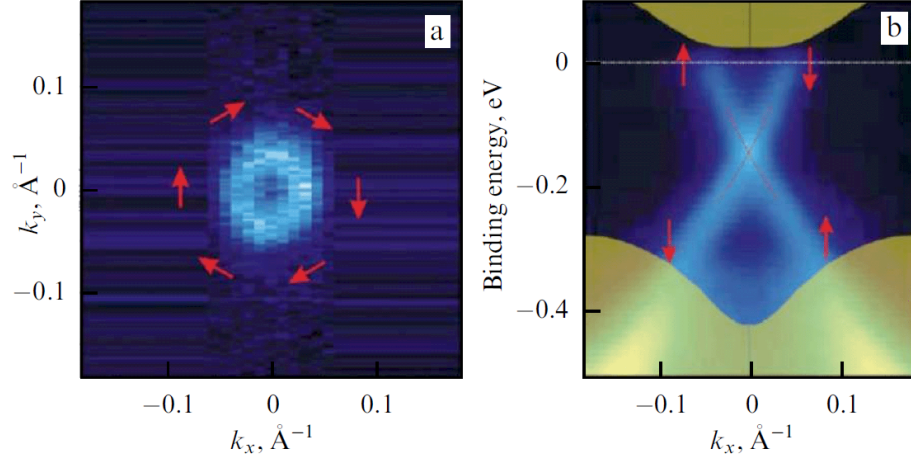 a
0.1
0
−0.1
k_y, Å⁻¹
−0.1
0
0.1
k_x, Å⁻¹
b
0
−0.2
−0.4
Binding energy, eV
−0.1
0
0.1
k_x, Å⁻¹